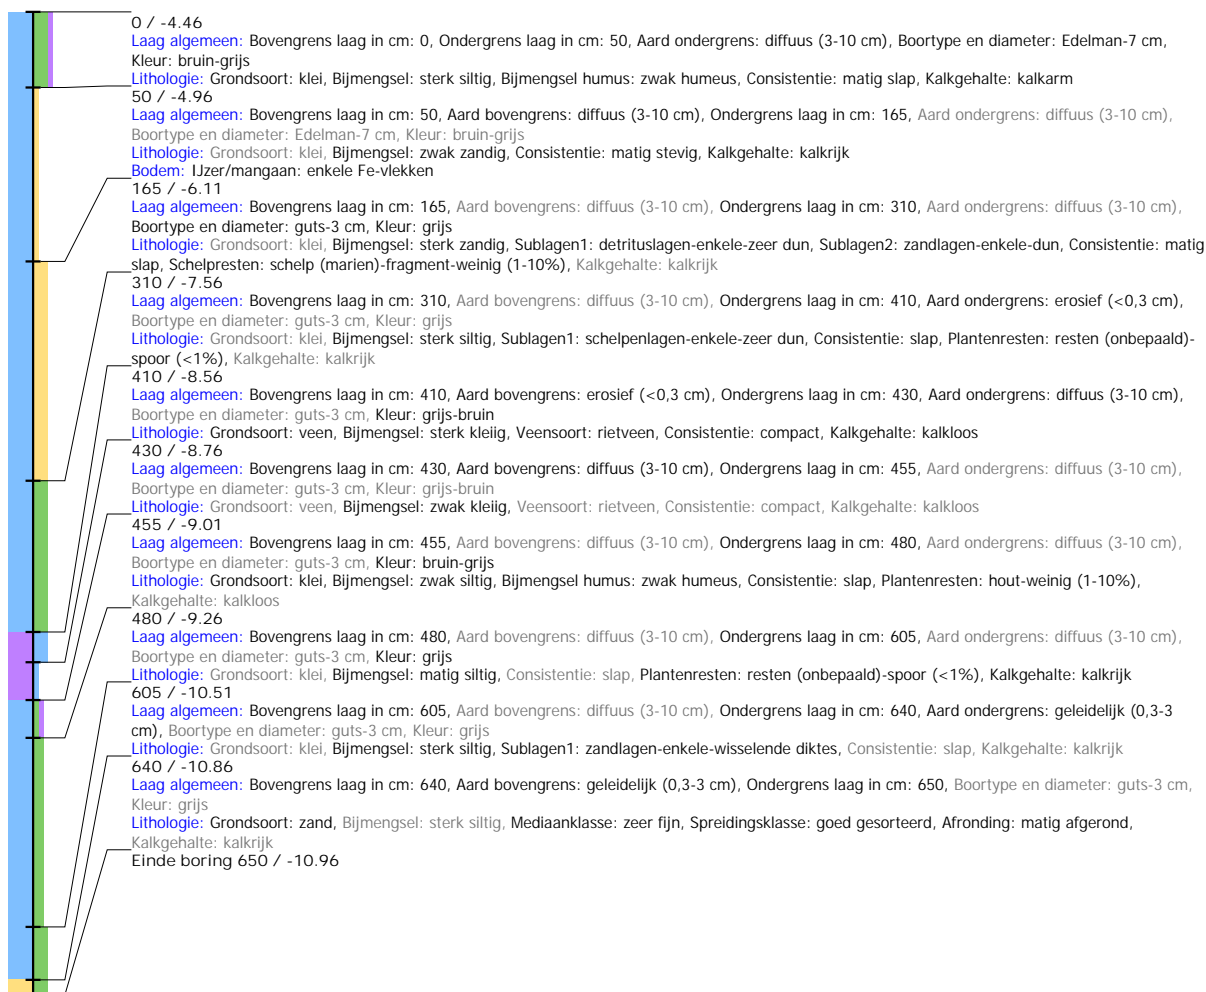 0 / -4.46
Laag algemeen: Bovengrens laag in cm: 0, Ondergrens laag in cm: 50, Aard ondergrens: diffuus (3-10 cm), Boortype en diameter: Edelman-7 cm,
Kleur: bruin-grijs
Lithologie: Grondsoort: klei, Bijmengsel: sterk siltig, Bijmengsel humus: zwak humeus, Consistentie: matig slap, Kalkgehalte: kalkarm
50 / -4.96
Laag algemeen: Bovengrens laag in cm: 50, Aard bovengrens: diffuus (3-10 cm), Ondergrens laag in cm: 165, Aard ondergrens: diffuus (3-10 cm),
Boortype en diameter: Edelman-7 cm, Kleur: bruin-grijs
Lithologie: Grondsoort: klei, Bijmengsel: zwak zandig, Consistentie: matig stevig, Kalkgehalte: kalkrijk
Bodem: IJzer/mangaan: enkele Fe-vlekken
165 / -6.11
Laag algemeen: Bovengrens laag in cm: 165, Aard bovengrens: diffuus (3-10 cm), Ondergrens laag in cm: 310, Aard ondergrens: diffuus (3-10 cm),
Boortype en diameter: guts-3 cm, Kleur: grijs
Lithologie: Grondsoort: klei, Bijmengsel: sterk zandig, Sublagen1: detrituslagen-enkele-zeer dun, Sublagen2: zandlagen-enkele-dun, Consistentie: matig
slap, Schelpresten: schelp (marien)-fragment-weinig (1-10%), Kalkgehalte: kalkrijk
310 / -7.56
Laag algemeen: Bovengrens laag in cm: 310, Aard bovengrens: diffuus (3-10 cm), Ondergrens laag in cm: 410, Aard ondergrens: erosief (<0,3 cm),
Boortype en diameter: guts-3 cm, Kleur: grijs
Lithologie: Grondsoort: klei, Bijmengsel: sterk siltig, Sublagen1: schelpenlagen-enkele-zeer dun, Consistentie: slap, Plantenresten: resten (onbepaald)-
spoor (<1%), Kalkgehalte: kalkrijk
410 / -8.56
Laag algemeen: Bovengrens laag in cm: 410, Aard bovengrens: erosief (<0,3 cm), Ondergrens laag in cm: 430, Aard ondergrens: diffuus (3-10 cm),
Boortype en diameter: guts-3 cm, Kleur: grijs-bruin
Lithologie: Grondsoort: veen, Bijmengsel: sterk kleiig, Veensoort: rietveen, Consistentie: compact, Kalkgehalte: kalkloos
430 / -8.76
Laag algemeen: Bovengrens laag in cm: 430, Aard bovengrens: diffuus (3-10 cm), Ondergrens laag in cm: 455, Aard ondergrens: diffuus (3-10 cm),
Boortype en diameter: guts-3 cm, Kleur: grijs-bruin
Lithologie: Grondsoort: veen, Bijmengsel: zwak kleiig, Veensoort: rietveen, Consistentie: compact, Kalkgehalte: kalkloos
455 / -9.01
Laag algemeen: Bovengrens laag in cm: 455, Aard bovengrens: diffuus (3-10 cm), Ondergrens laag in cm: 480, Aard ondergrens: diffuus (3-10 cm),
Boortype en diameter: guts-3 cm, Kleur: bruin-grijs
Lithologie: Grondsoort: klei, Bijmengsel: zwak siltig, Bijmengsel humus: zwak humeus, Consistentie: slap, Plantenresten: hout-weinig (1-10%),
Kalkgehalte: kalkloos
480 / -9.26
Laag algemeen: Bovengrens laag in cm: 480, Aard bovengrens: diffuus (3-10 cm), Ondergrens laag in cm: 605, Aard ondergrens: diffuus (3-10 cm),
Boortype en diameter: guts-3 cm, Kleur: grijs
Lithologie: Grondsoort: klei, Bijmengsel: matig siltig, Consistentie: slap, Plantenresten: resten (onbepaald)-spoor (<1%), Kalkgehalte: kalkrijk
605 / -10.51
Laag algemeen: Bovengrens laag in cm: 605, Aard bovengrens: diffuus (3-10 cm), Ondergrens laag in cm: 640, Aard ondergrens: geleidelijk (0,3-3
cm), Boortype en diameter: guts-3 cm, Kleur: grijs
Lithologie: Grondsoort: klei, Bijmengsel: sterk siltig, Sublagen1: zandlagen-enkele-wisselende diktes, Consistentie: slap, Kalkgehalte: kalkrijk
640 / -10.86
Laag algemeen: Bovengrens laag in cm: 640, Aard bovengrens: geleidelijk (0,3-3 cm), Ondergrens laag in cm: 650, Boortype en diameter: guts-3 cm,
Kleur: grijs
Lithologie: Grondsoort: zand, Bijmengsel: sterk siltig, Mediaanklasse: zeer fijn, Spreidingsklasse: goed gesorteerd, Afronding: matig afgerond,
Kalkgehalte: kalkrijk
Einde boring 650 / -10.96